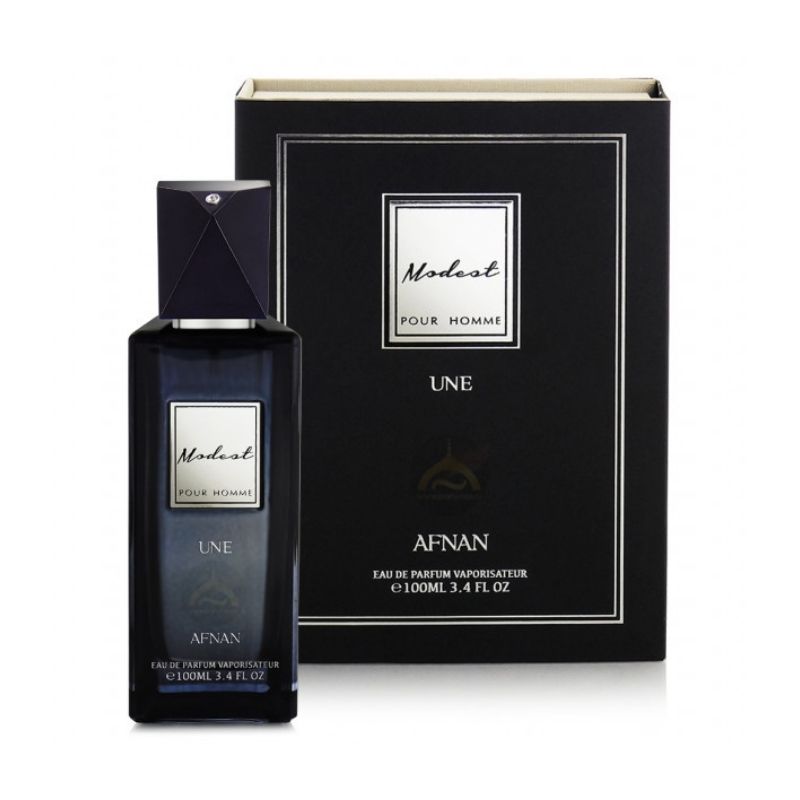 Modest
POUR HOMME
UNE
AFNAN
EAU DE PARFUM VAPORISATEUR
℮100ML 3.4 FL OZ
Modest
POUR HOMME
UNE
AFNAN
EAU DE PARFUM VAPORISATEUR
℮100ML 3.4 FL OZ